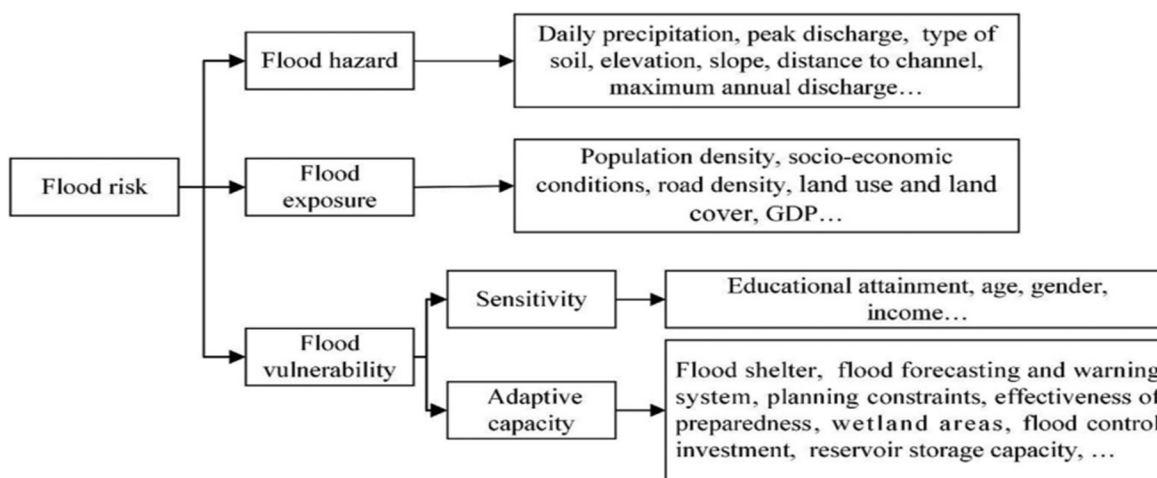 Flood hazard
Daily precipitation, peak discharge, type of
soil, elevation, slope, distance to channel,
maximum annual discharge…
Flood risk
Flood
exposure
Population density, socio-economic
conditions, road density, land use and land
cover, GDP…
Flood
vulnerability
Sensitivity
Educational attainment, age, gender,
income…
Adaptive
capacity
Flood shelter, flood forecasting and warning
system, planning constraints, effectiveness of
preparedness, wetland areas, flood control
investment, reservoir storage capacity, …